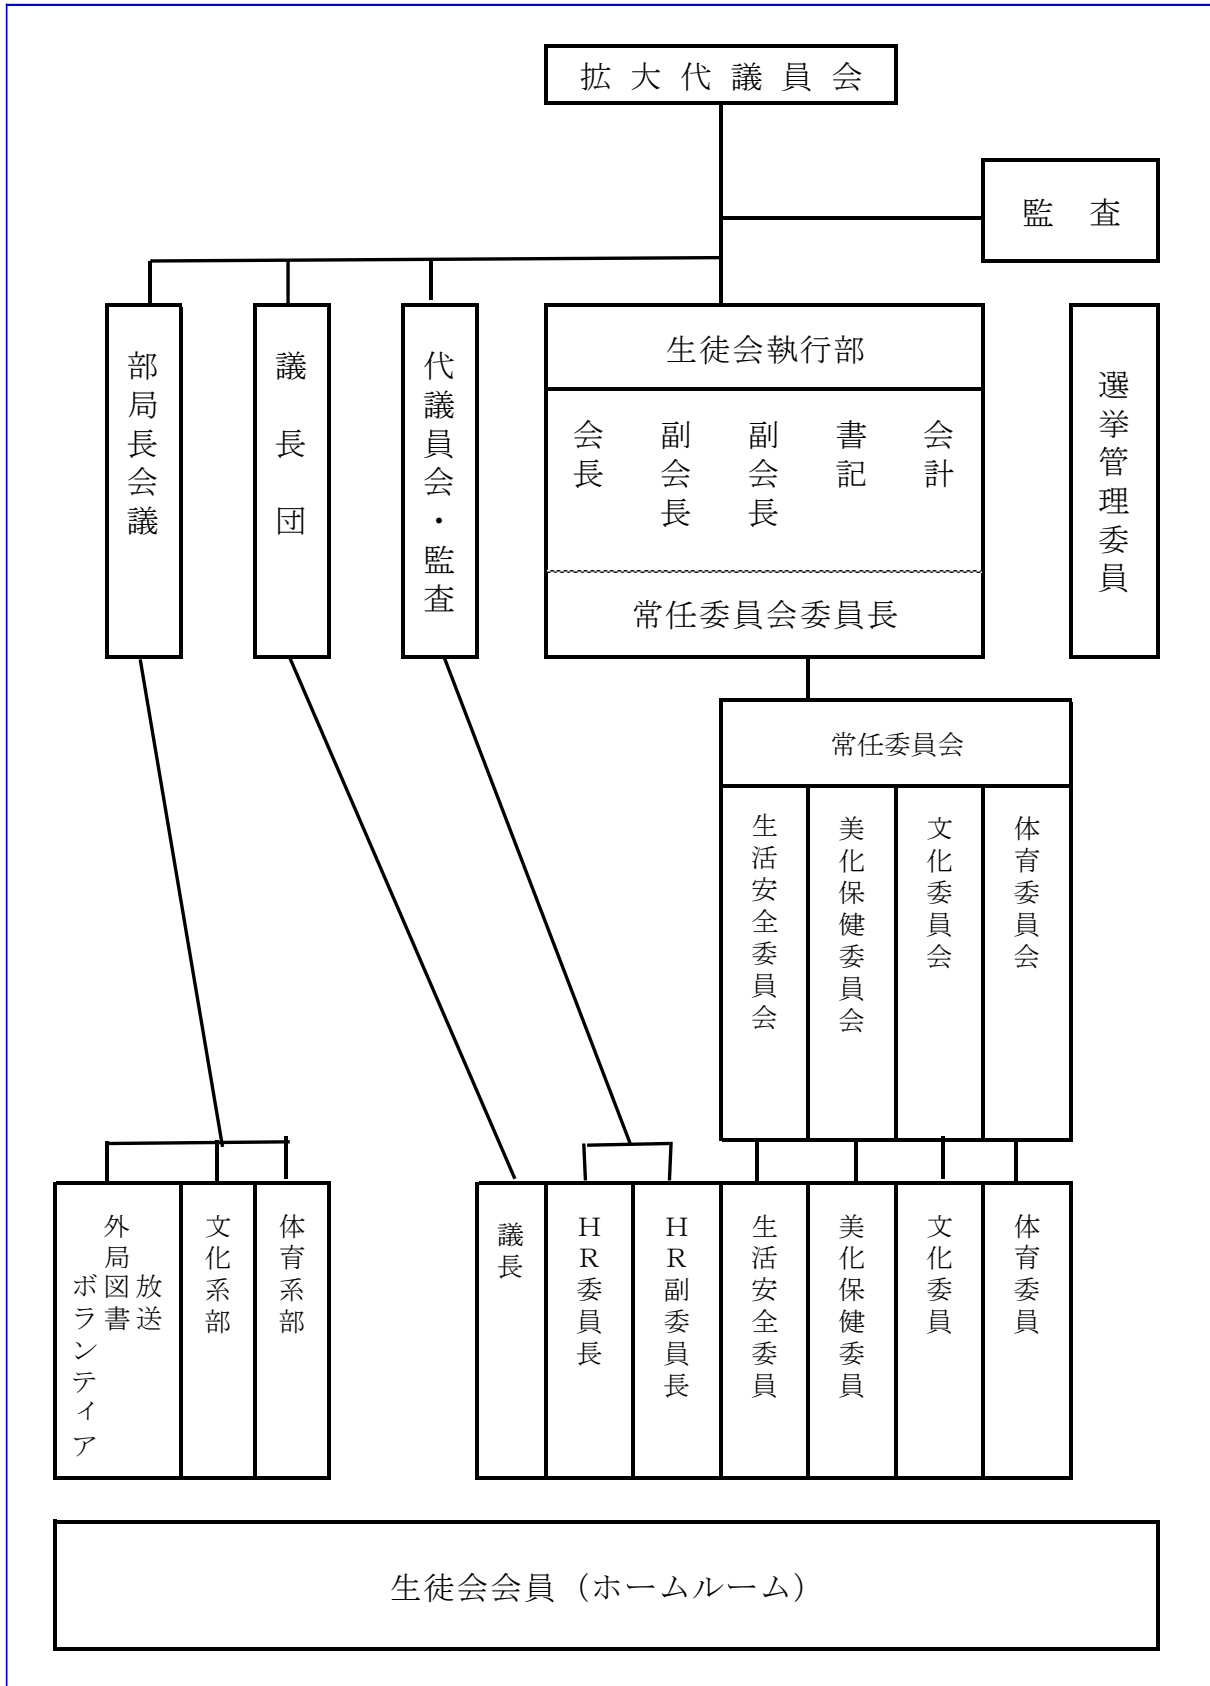 拡大代議員会
監査
部局長会議
議長団
代議員会・監査
生徒会執行部
会長
副会長
副会長
書記
会計
常任委員会委員長
選挙管理委員
常任委員会
生活安全委員会
美化保健委員会
文化委員会
体育委員会
外局
放送
図書
ボランティア
文化系部
体育系部
議長
ＨＲ委員長
ＨＲ副委員長
生活安全委員
美化保健委員
文化委員
体育委員
生徒会会員（ホームルーム）